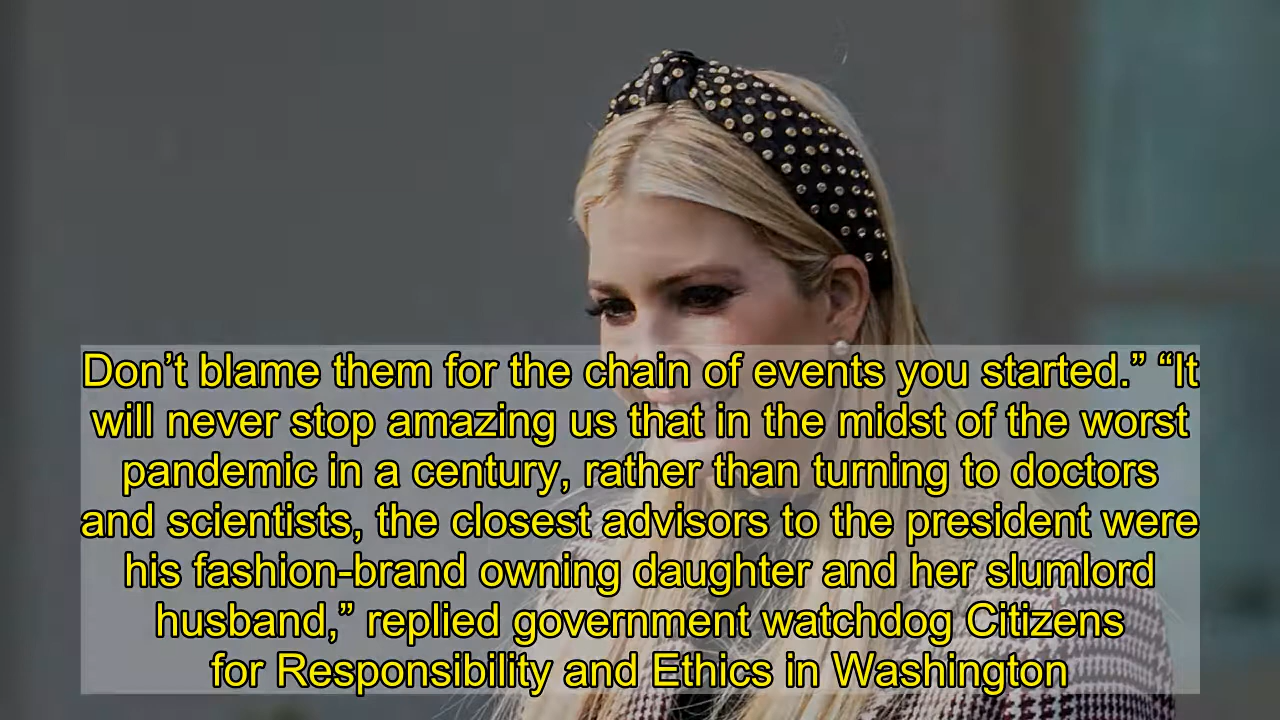 Don’t blame them for the chain of events you started.” “It
will never stop amazing us that in the midst of the worst
pandemic in a century, rather than turning to doctors
and scientists, the closest advisors to the president were
his fashion-brand owning daughter and her slumlord
husband,” replied government watchdog Citizens
for Responsibility and Ethics in Washington